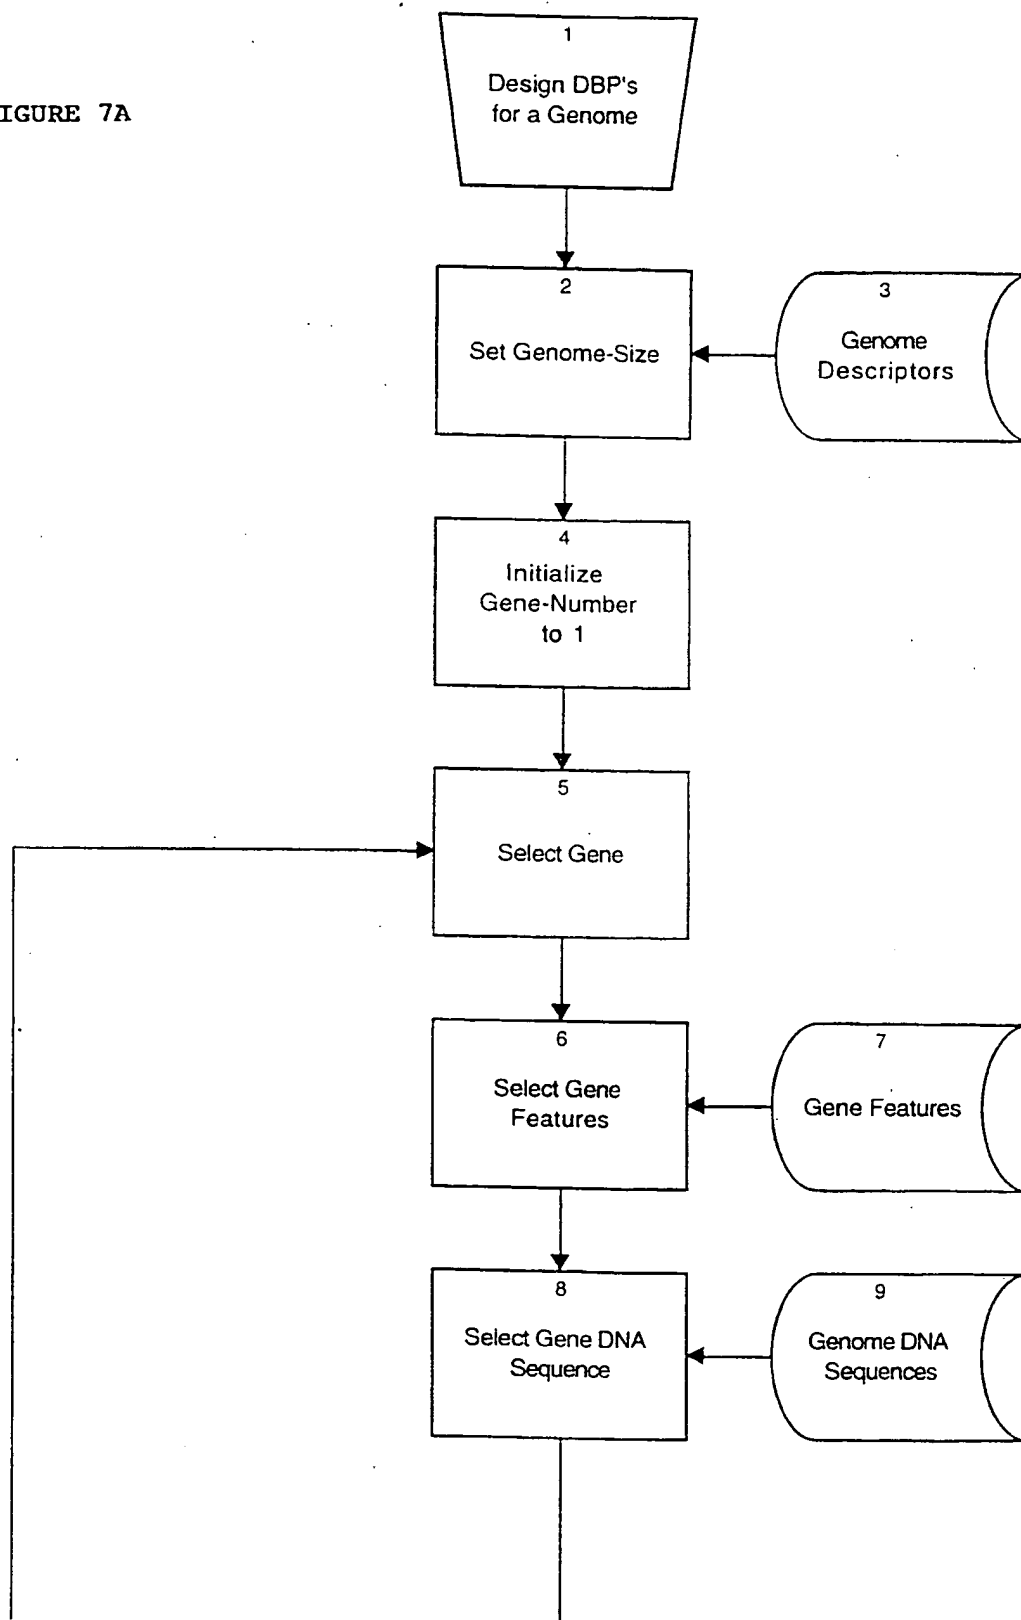 IGURE 7A
1
Design DBP's
for a Genome
2
Set Genome-Size
3
Genome
Descriptors
4
Initialize
Gene-Number
to 1
5
Select Gene
6
Select Gene
Features
7
Gene Features
8
Select Gene DNA
Sequence
9
Genome DNA
Sequences